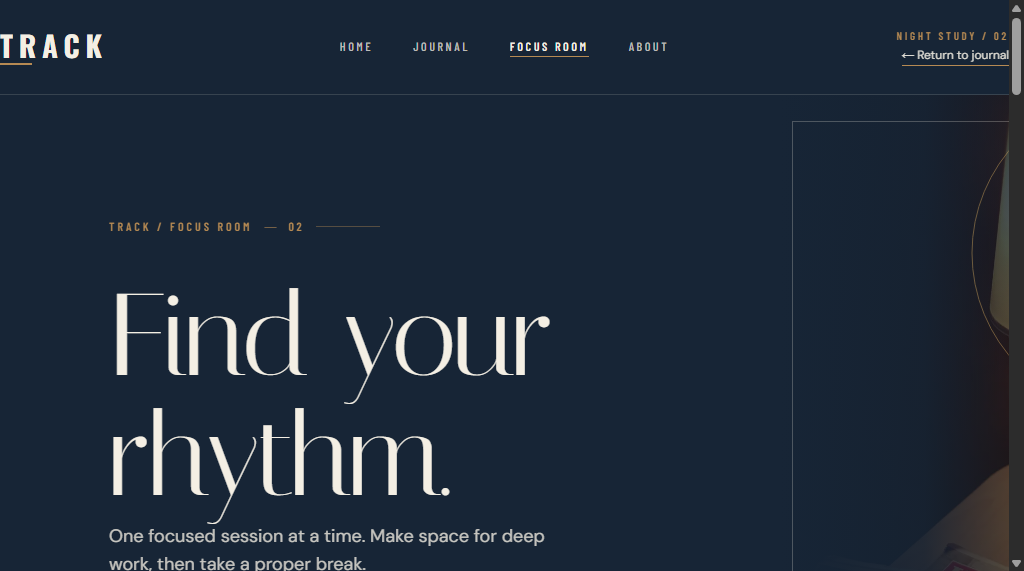 TRACK
HOME JOURNAL FOCUS ROOM ABOUT
NIGHT STUDY / 02
← Return to journal
TRACK / FOCUS ROOM — 02
Find your
rhythm.
One focused session at a time. Make space for deep
work, then take a proper break.